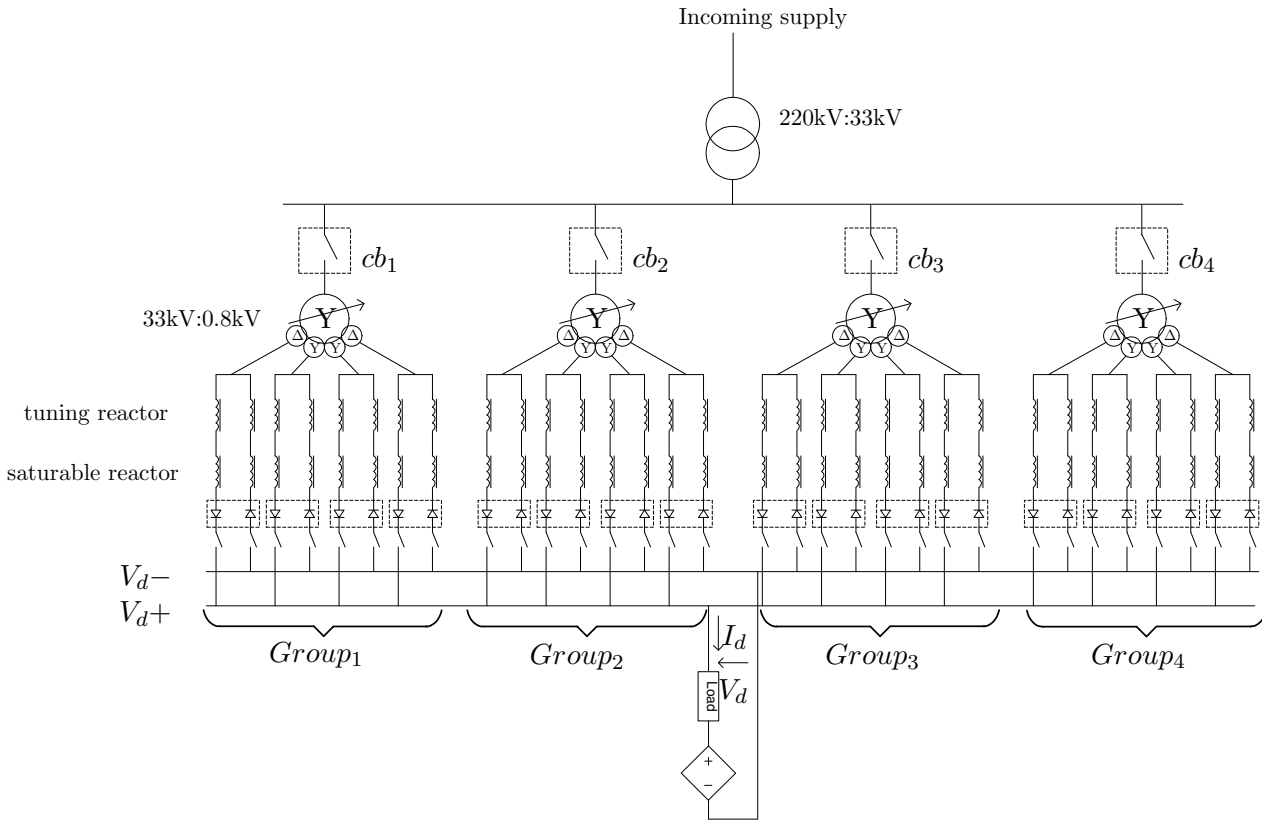 Incoming supply
220kV:33kV
cb1 cb2 cb3 cb4
33kV:0.8kV
Y Y Y Y
Δ Δ Δ Δ Δ Δ Δ Δ
Y Y Y Y Y Y Y Y
tuning reactor
saturable reactor
Vd−
Vd+
Group1 Group2 Id Group3 Group4
Load Vd
+
−